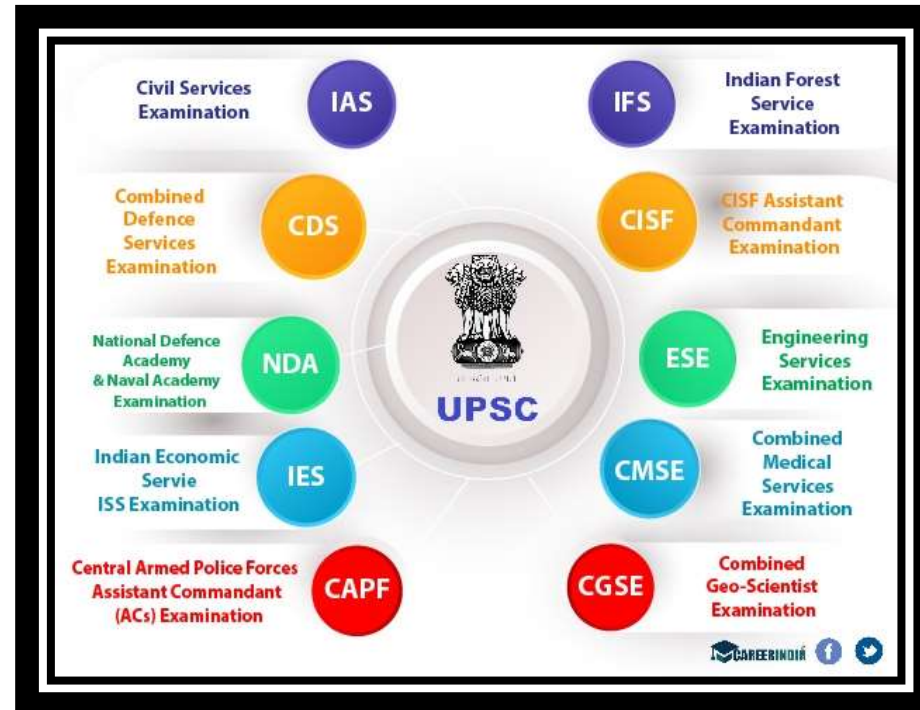 Civil Services
Examination
IAS
IFS
Indian Forest
Service
Examination
Combined
Defence
Services
Examination
CDS
CISF
CISF Assistant
Commandant
Examination
National Defence
Academy
& Naval Academy
Examination
NDA
ESE
Engineering
Services
Examination
UPSC
Indian Economic
Servie
ISS Examination
IES
CMSE
Combined
Medical
Services
Examination
Central Armed Police Forces
Assistant Commandant
(ACs) Examination
CAPF
CGSE
Combined
Geo-Scientist
Examination
CAREERINDIA